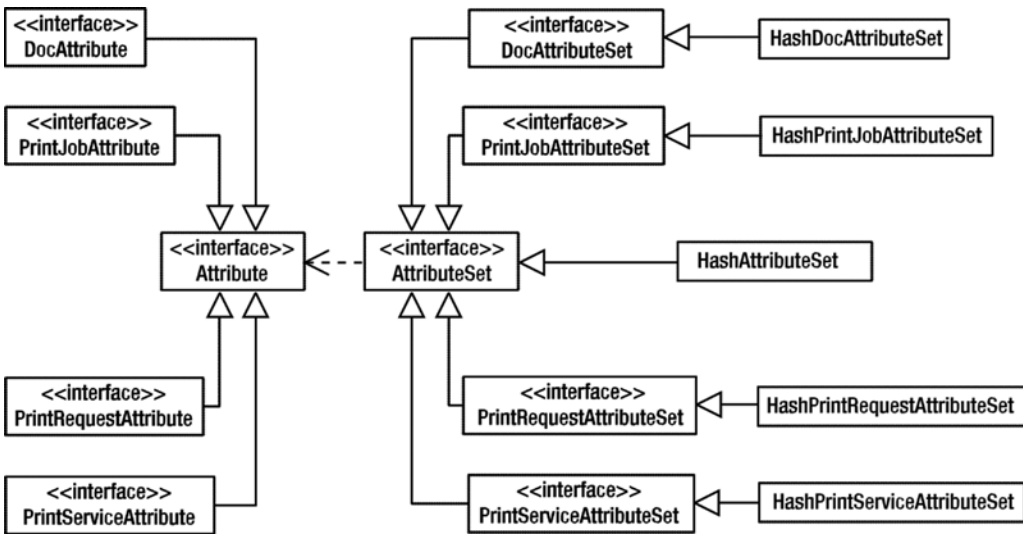 <<interface>>
DocAttribute
<<interface>>
DocAttributeSet
HashDocAttributeSet
<<interface>>
PrintJobAttribute
<<interface>>
PrintJobAttributeSet
HashPrintJobAttributeSet
<<interface>>
Attribute
<<interface>>
AttributeSet
HashAttributeSet
<<interface>>
PrintRequestAttribute
<<interface>>
PrintRequestAttributeSet
HashPrintRequestAttributeSet
<<interface>>
PrintServiceAttribute
<<interface>>
PrintServiceAttributeSet
HashPrintServiceAttributeSet